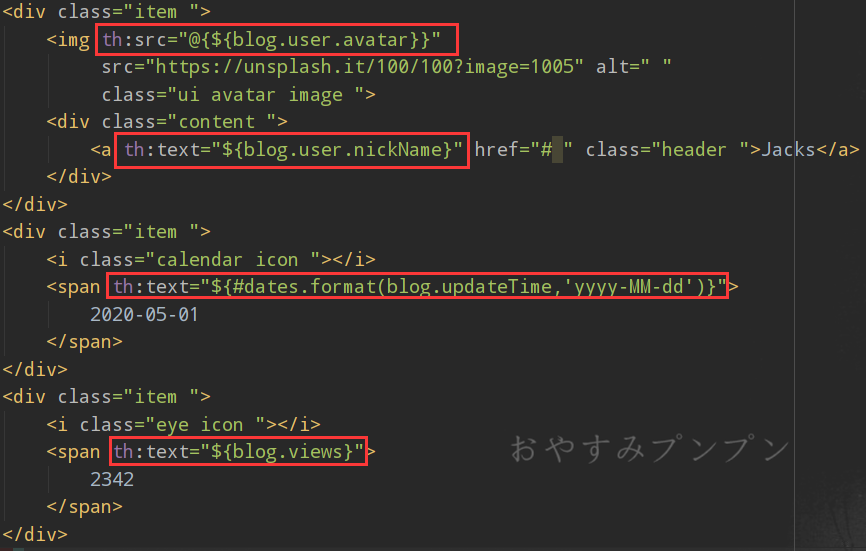 <div class="item ">
<img th:src="@{${blog.user.avatar}}"
src="https://unsplash.it/100/100?image=1005" alt=" "
class="ui avatar image ">
<div class="content ">
<a th:text="${blog.user.nickName}" href="# " class="header ">Jacks</a>
</div>
</div>
<div class="item ">
<i class="calendar icon "></i>
<span th:text="${#dates.format(blog.updateTime,'yyyy-MM-dd')}">
2020-05-01
</span>
</div>
<div class="item ">
<i class="eye icon "></i>
<span th:text="${blog.views}">
おやすみプンプン
2342
</span>
</div>